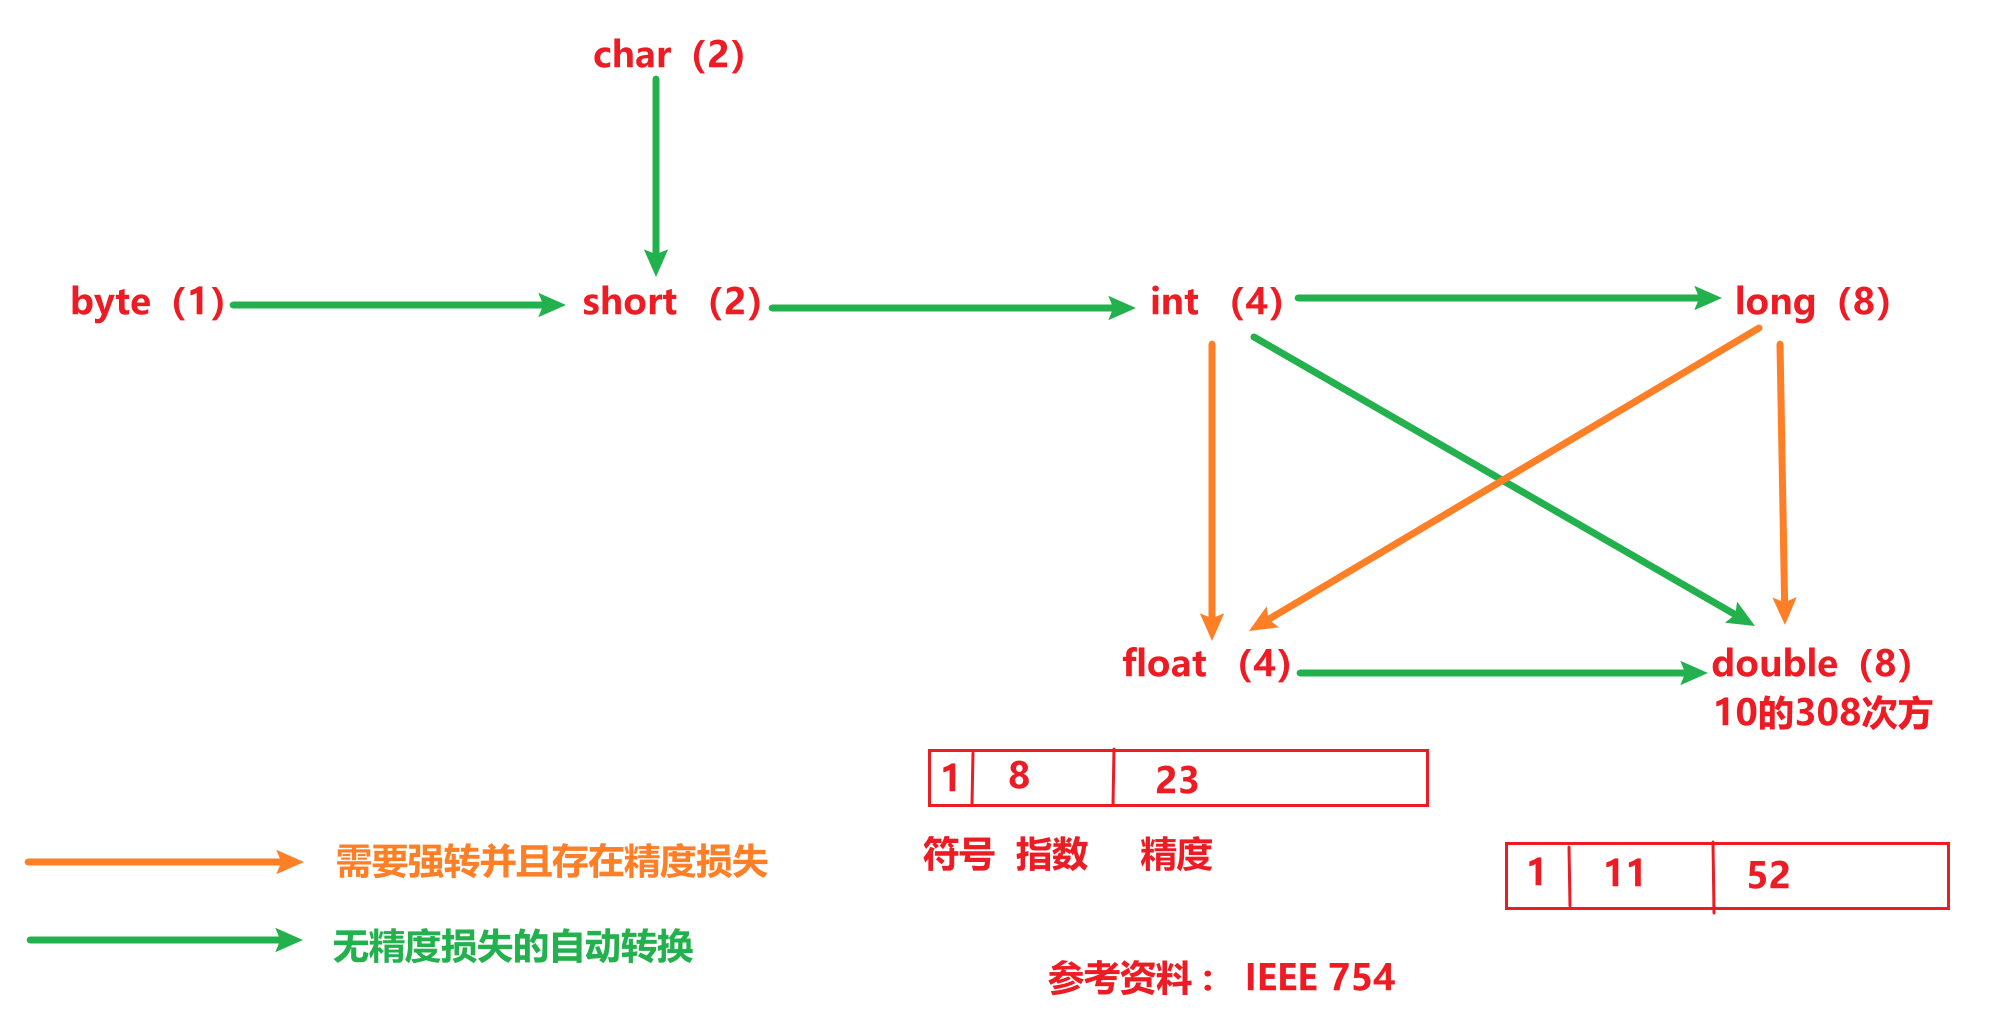 char（2）
byte（1）
short （2）
int （4）
long（8）
float （4）
double（8）
10的308次方
1 8 23
符号 指数 精度
1 11 52
需要强转并且存在精度损失
无精度损失的自动转换
参考资料： IEEE 754